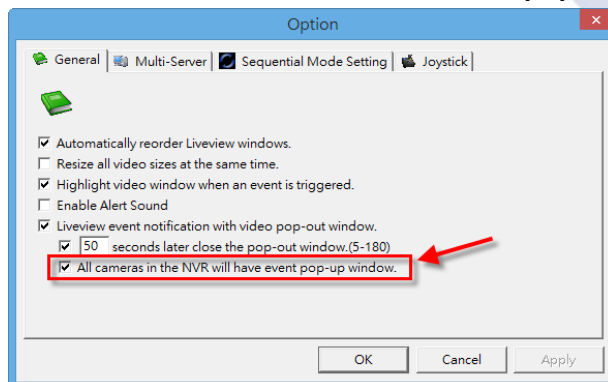 Option
General Multi-Server Sequential Mode Setting Joystick
Automatically reorder Liveview windows.
Resize all video sizes at the same time.
Highlight video window when an event is triggered.
Enable Alert Sound
Liveview event notification with video pop-out window.
50 seconds later close the pop-out window.(5-180)
All cameras in the NVR will have event pop-up window.
OK Cancel Apply